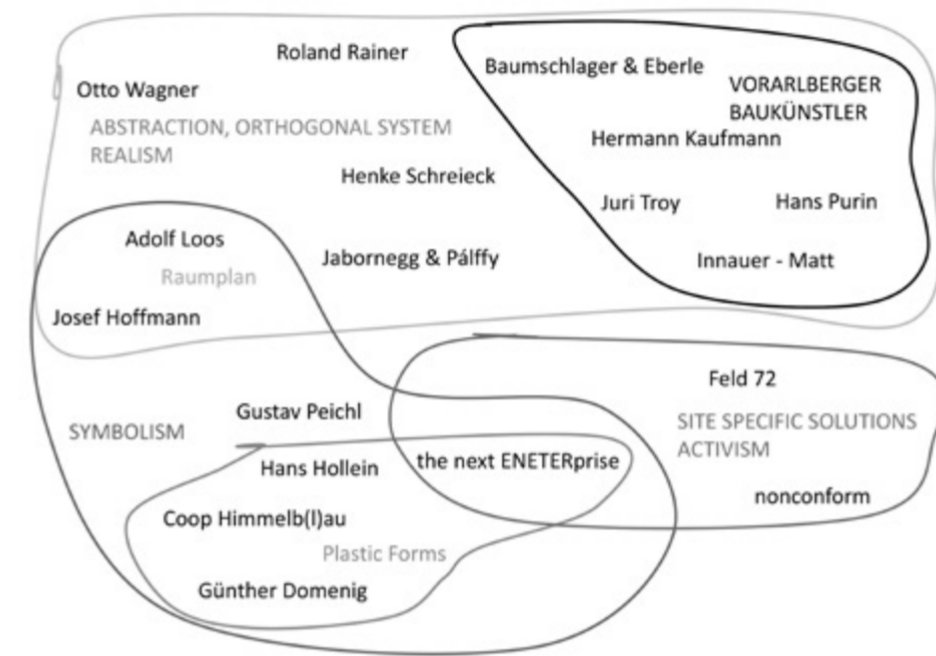 Roland Rainer
Baumschlager & Eberle
Otto Wagner
VORARLBERGER
BAUKÜNSTLER
ABSTRACTION, ORTHOGONAL SYSTEM
REALISM
Hermann Kaufmann
Henke Schreieck
Juri Troy
Hans Purin
Adolf Loos
Jabornegg & Pálffy
Innauer - Matt
Raumplan
Josef Hoffmann
Feld 72
Gustav Peichl
SITE SPECIFIC SOLUTIONS
ACTIVISM
SYMBOLISM
Hans Hollein
the next ENETERprise
nonconform
Coop Himmelb(l)au
Plastic Forms
Günther Domenig